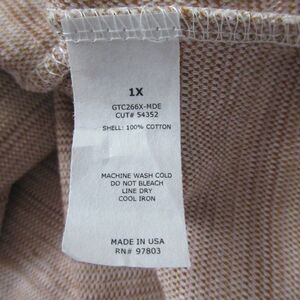 1X
GTC266X-MDE
CUT# 54352
SHELL: 100% COTTON
MACHINE WASH COLD
DO NOT BLEACH
LINE DRY
COOL IRON
MADE IN USA
RN# 97803